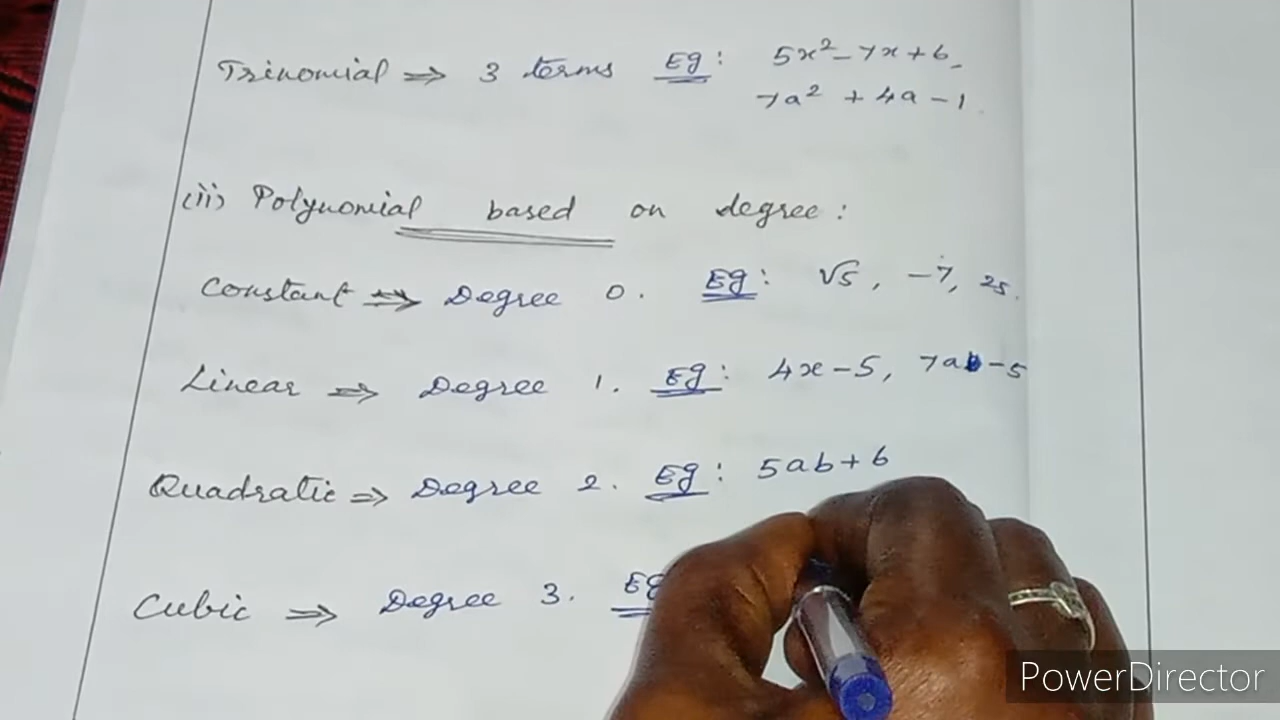 Trinomial ⇒ 3 terms Eg: 5x² - 7x + 6,
7a² + 4a - 1.
(ii) Polynomial based on degree:
Constant ⇒ Degree 0. Eg: √5, -7, 25.
Linear ⇒ Degree 1. Eg: 4x - 5, 7a - 5
Quadratic ⇒ Degree 2. Eg: 5ab + 6
Cubic ⇒ Degree 3. Eg
PowerDirector